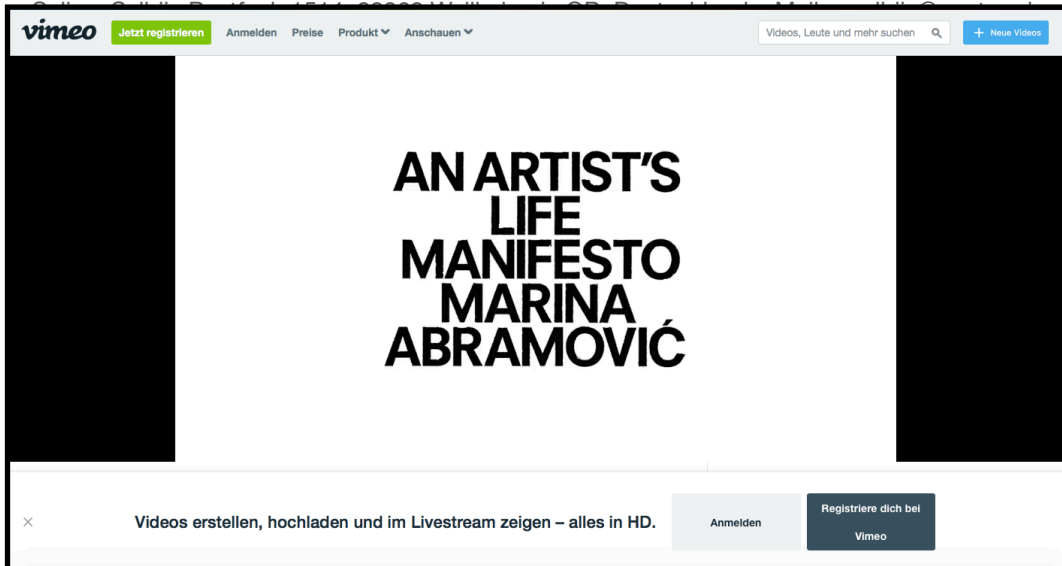 vimeo Jetzt registrieren Anmelden Preise Produkt Anschauen Videos, Leute und mehr suchen + Neue Videos
AN ARTIST'S
LIFE
MANIFESTO
MARINA
ABRAMOVIĆ
Videos erstellen, hochladen und im Livestream zeigen – alles in HD. Anmelden Registriere dich bei
Vimeo